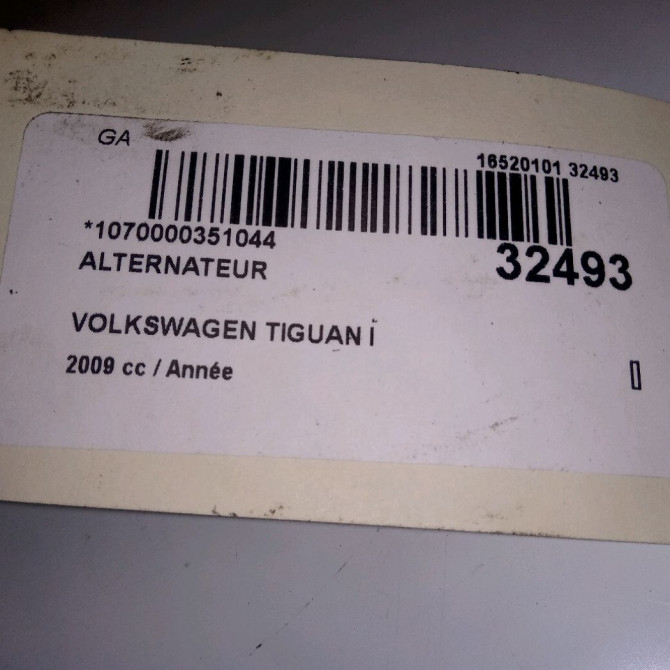 GA
16520101 32493
*1070000351044
32493
ALTERNATEUR
VOLKSWAGEN TIGUAN I
2009 cc / Année